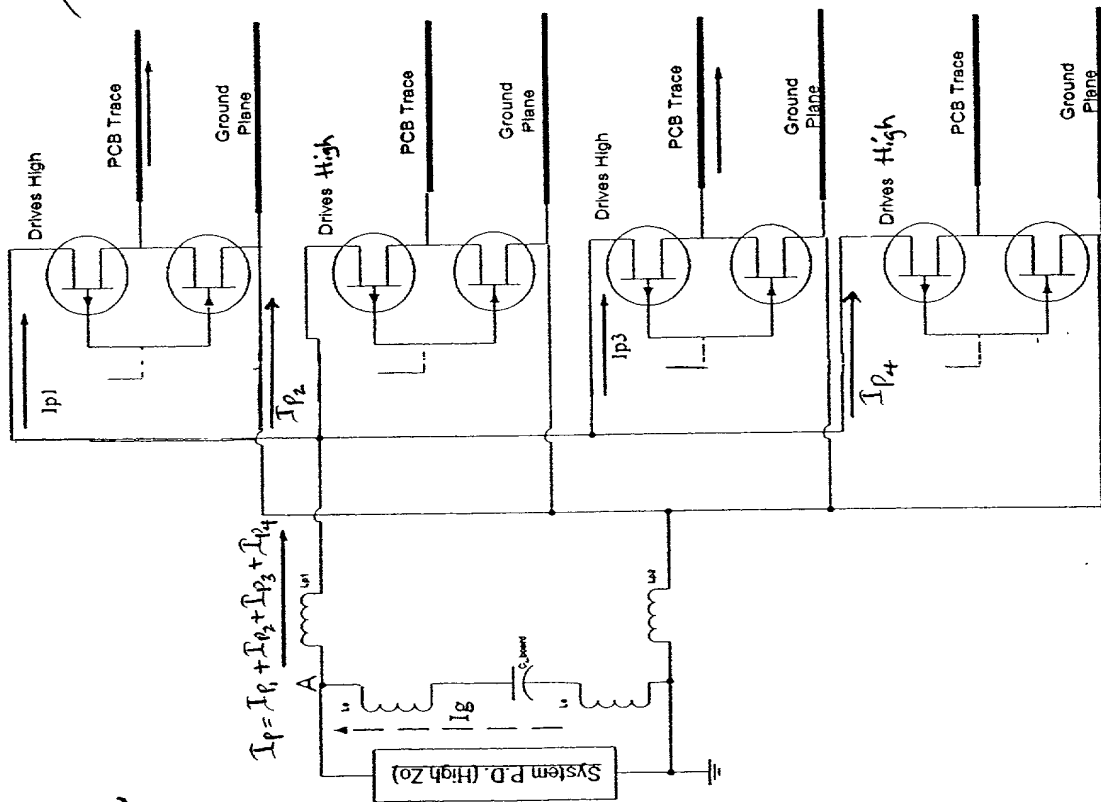 Drives High
PCB Trace
Ground
Plane
Ip1
Drives High
PCB Trace
Ground
Plane
IP2
Drives High
PCB Trace
Ground
Plane
Ip3
Drives High
PCB Trace
Ground
Plane
IP4
IP = IP1 + IP2 + IP3 + IP4
Lp1
A
C_board
Ig
System P.D. (High Zo)